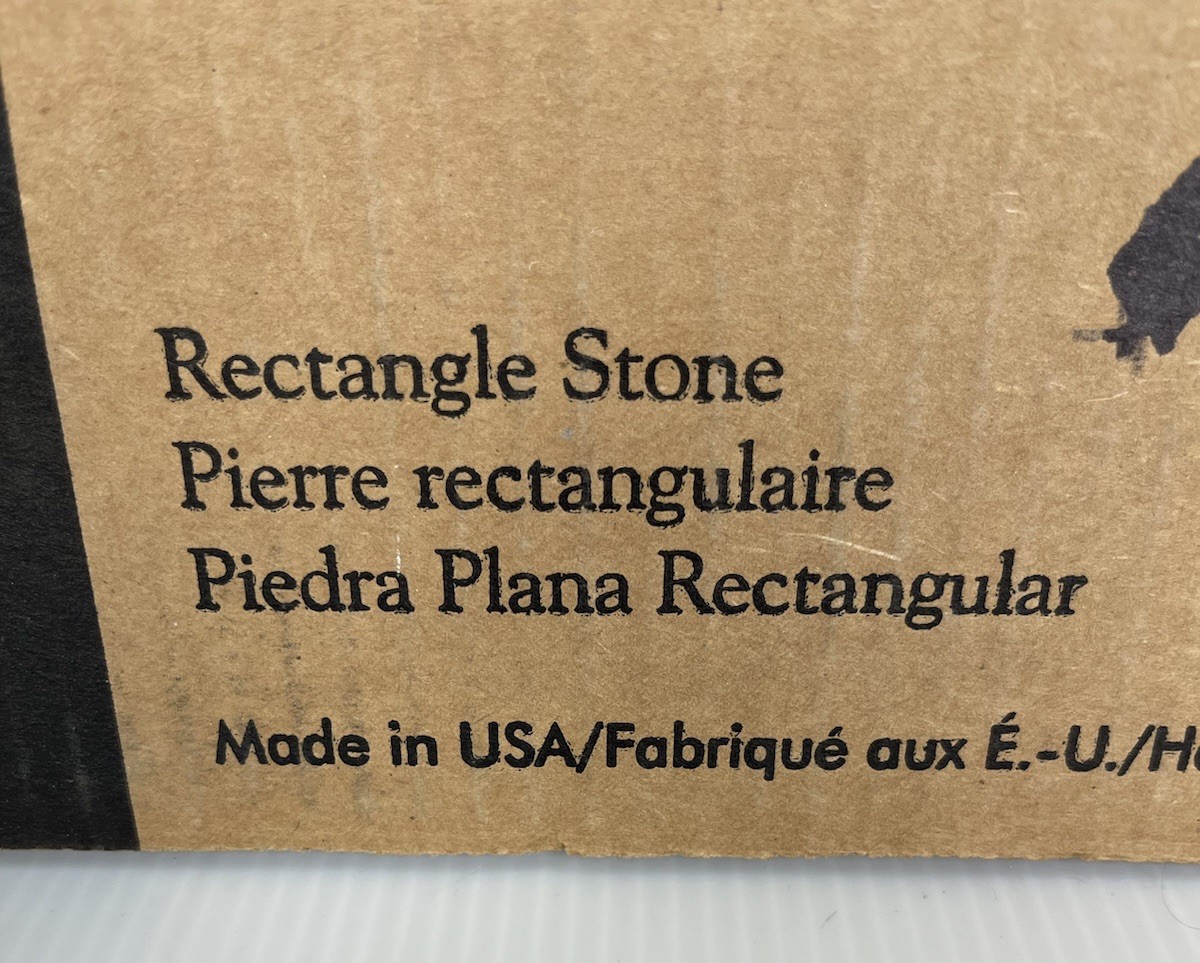 Rectangle Stone
Pierre rectangulaire
Piedra Plana Rectangular
Made in USA/Fabriqué aux É.-U./